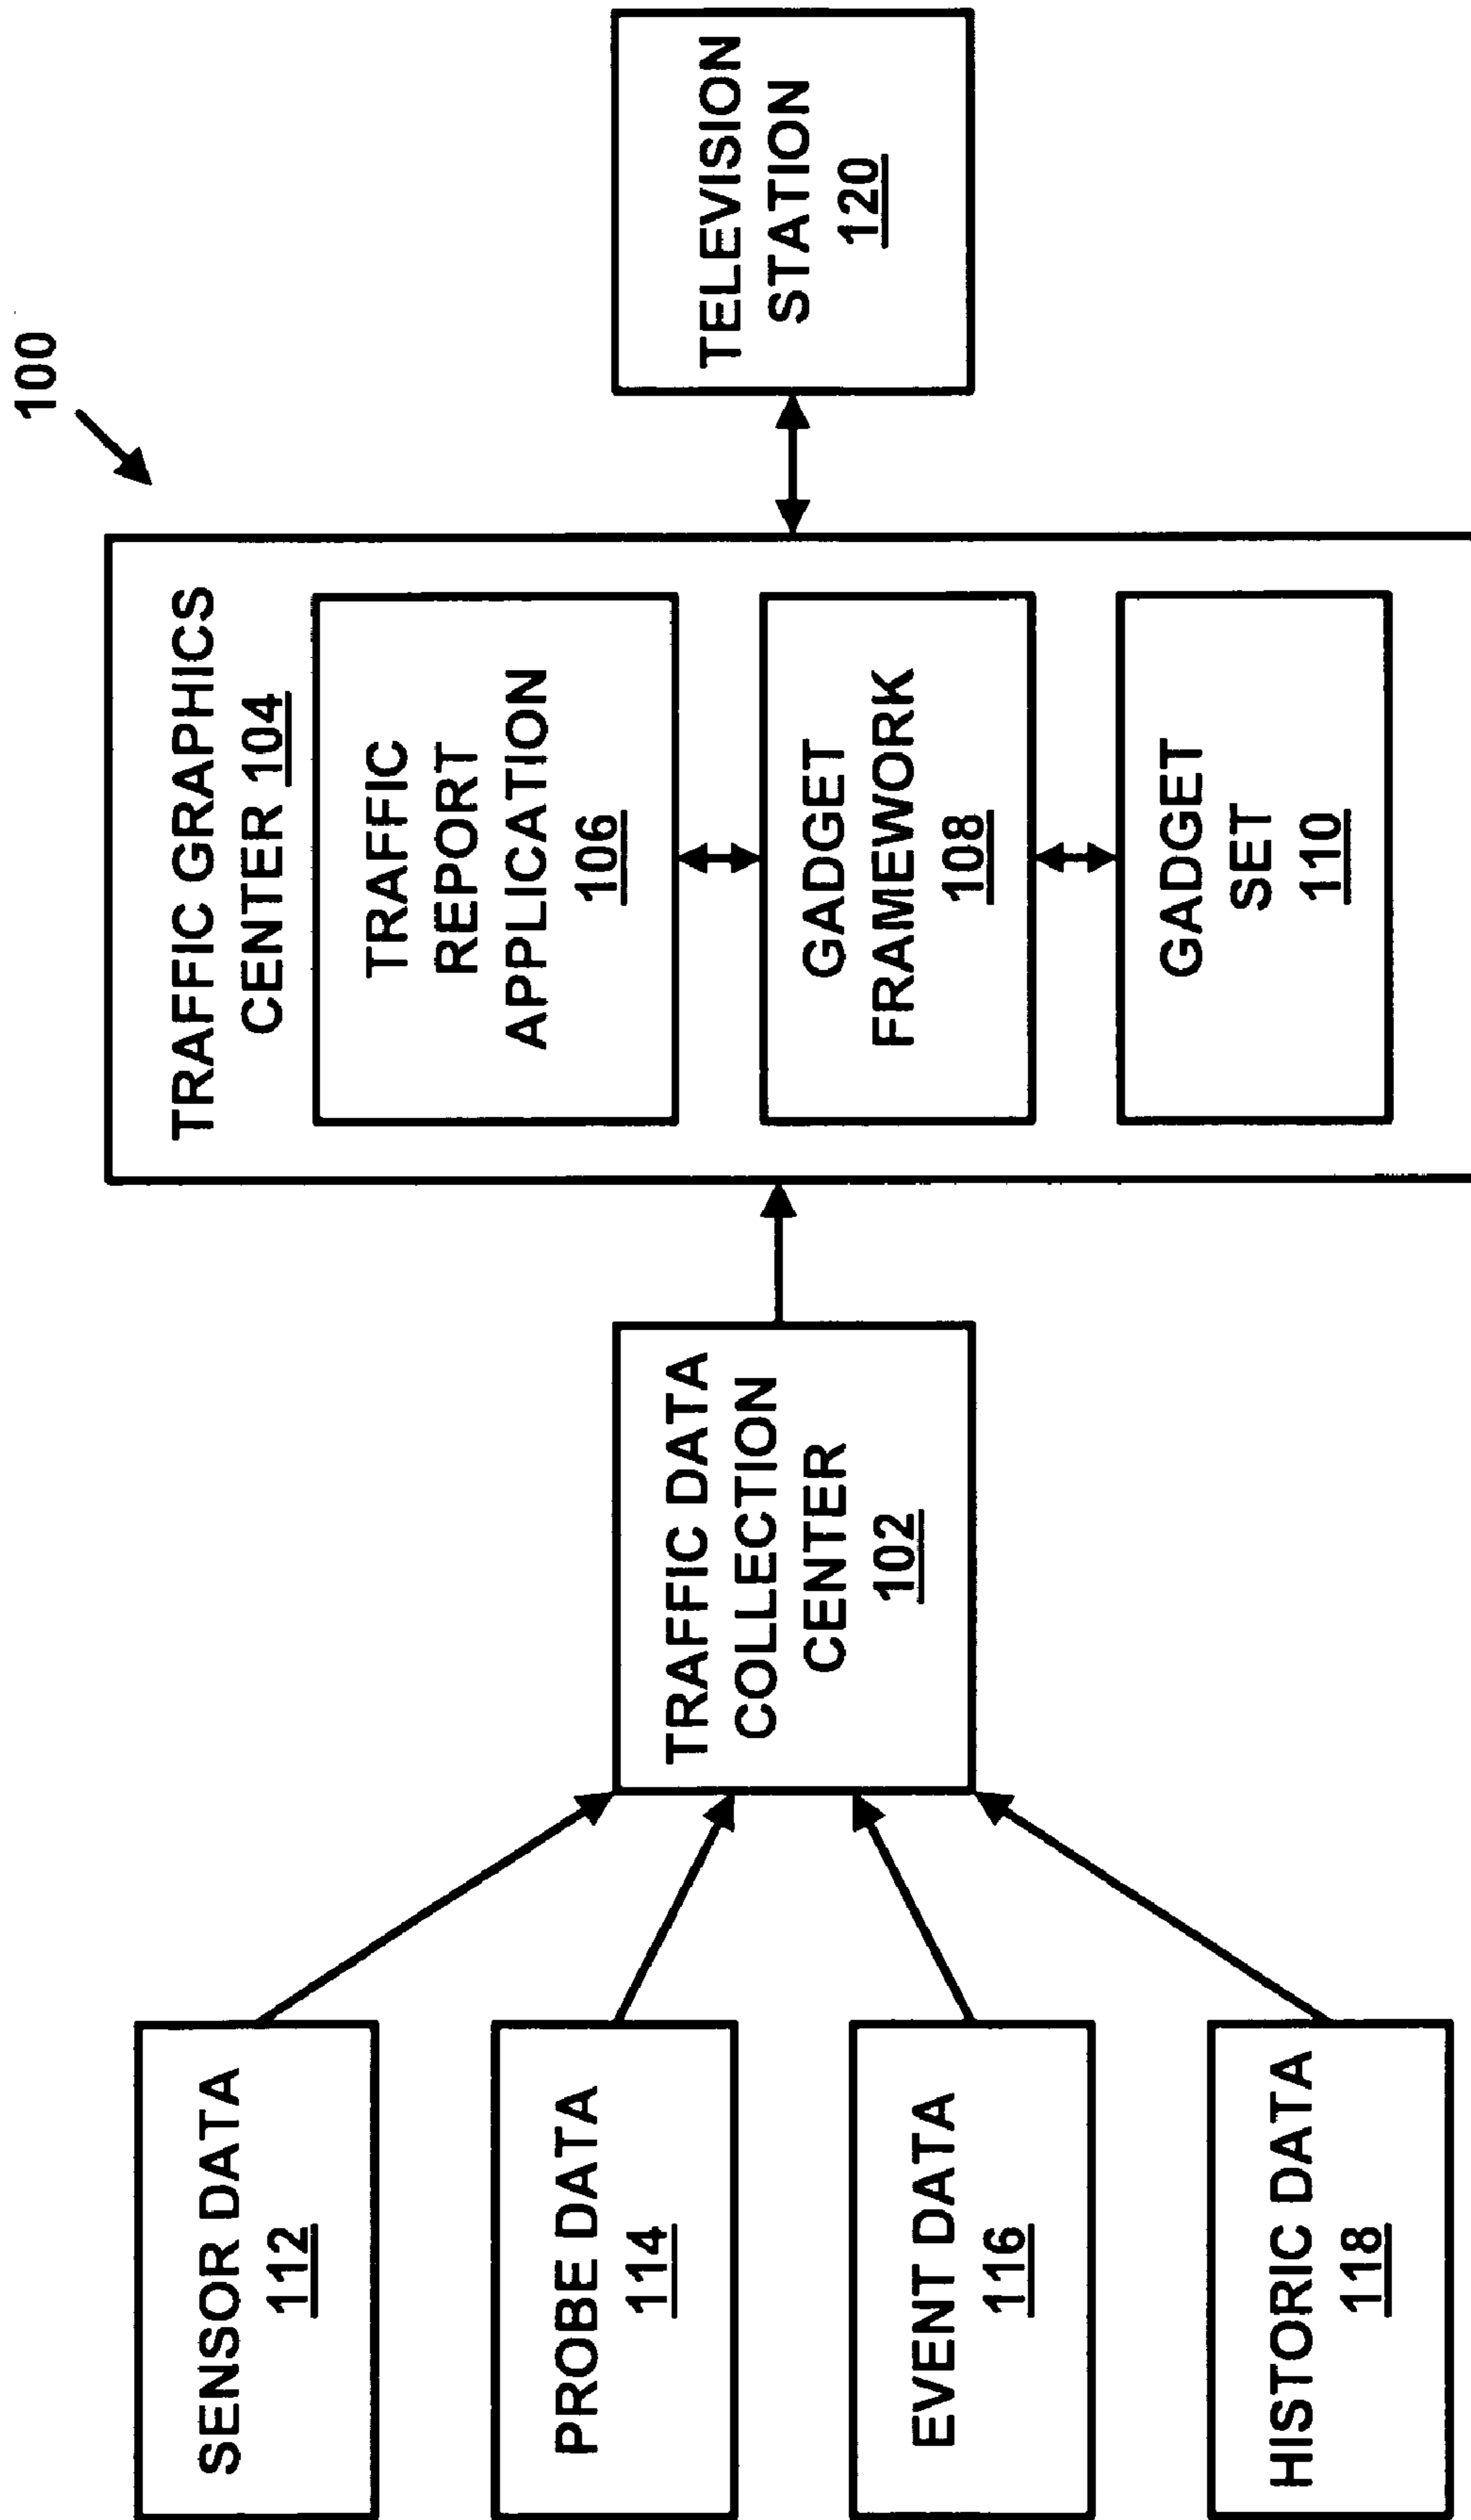 100
SENSOR DATA
112
PROBE DATA
114
EVENT DATA
116
HISTORIC DATA
118
TRAFFIC DATA
COLLECTION
CENTER
102
TRAFFIC GRAPHICS
CENTER 104
TRAFFIC
REPORT
APPLICATION
106
GADGET
FRAMEWORK
108
GADGET
SET
110
TELEVISION
STATION
120